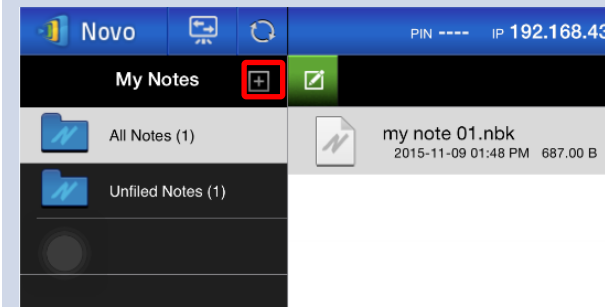 Novo
PIN ---- IP 192.168.43
My Notes
All Notes (1)
my note 01.nbk
2015-11-09 01:48 PM 687.00 B
Unfiled Notes (1)